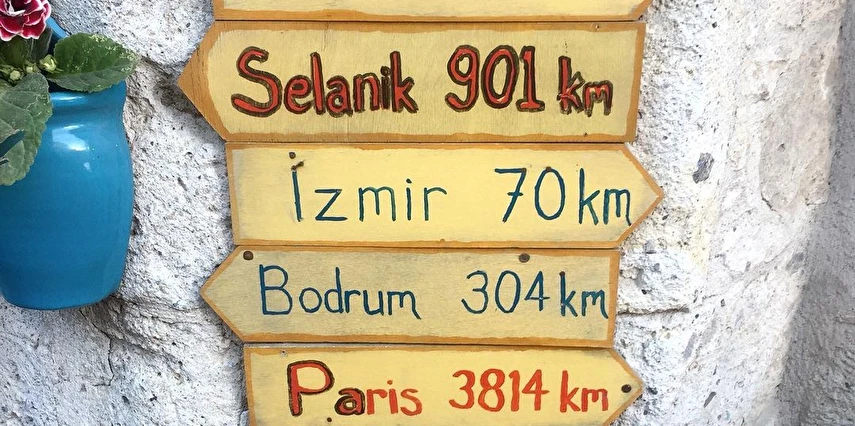 Selanik 901 km
İzmir 70 km
Bodrum 304 km
Paris 3814 km